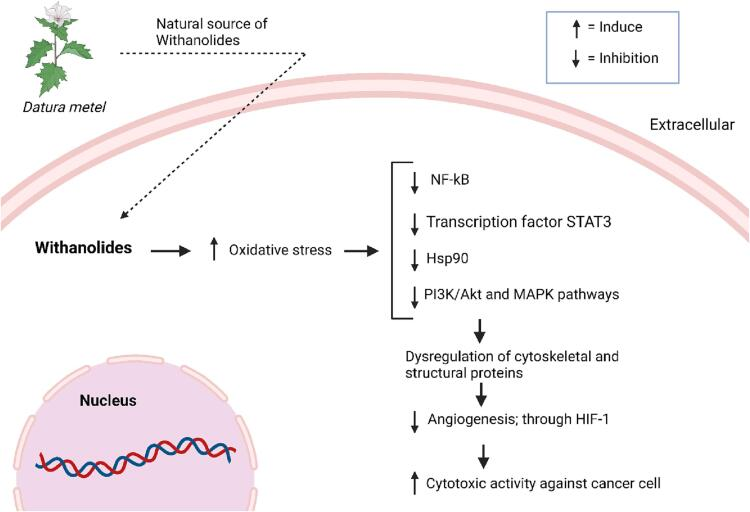 Natural source of
Withanolides
Datura metel
↑ = Induce
↓ = Inhibition
Extracellular
Withanolides
↑ Oxidative stress
↓ NF-kB
↓ Transcription factor STAT3
↓ Hsp90
↓ PI3K/Akt and MAPK pathways
Dysregulation of cytoskeletal and
structural proteins
↓ Angiogenesis; through HIF-1
↑ Cytotoxic activity against cancer cell
Nucleus